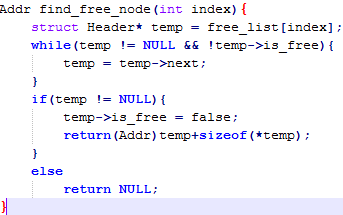 Addr find_free_node(int index){
    struct Header* temp = free_list[index];
    while(temp != NULL && !temp->is_free){
        temp = temp->next;
    }
    if(temp != NULL){
        temp->is_free = false;
        return(Addr)temp+sizeof(*temp);
    }
    else
        return NULL;
}